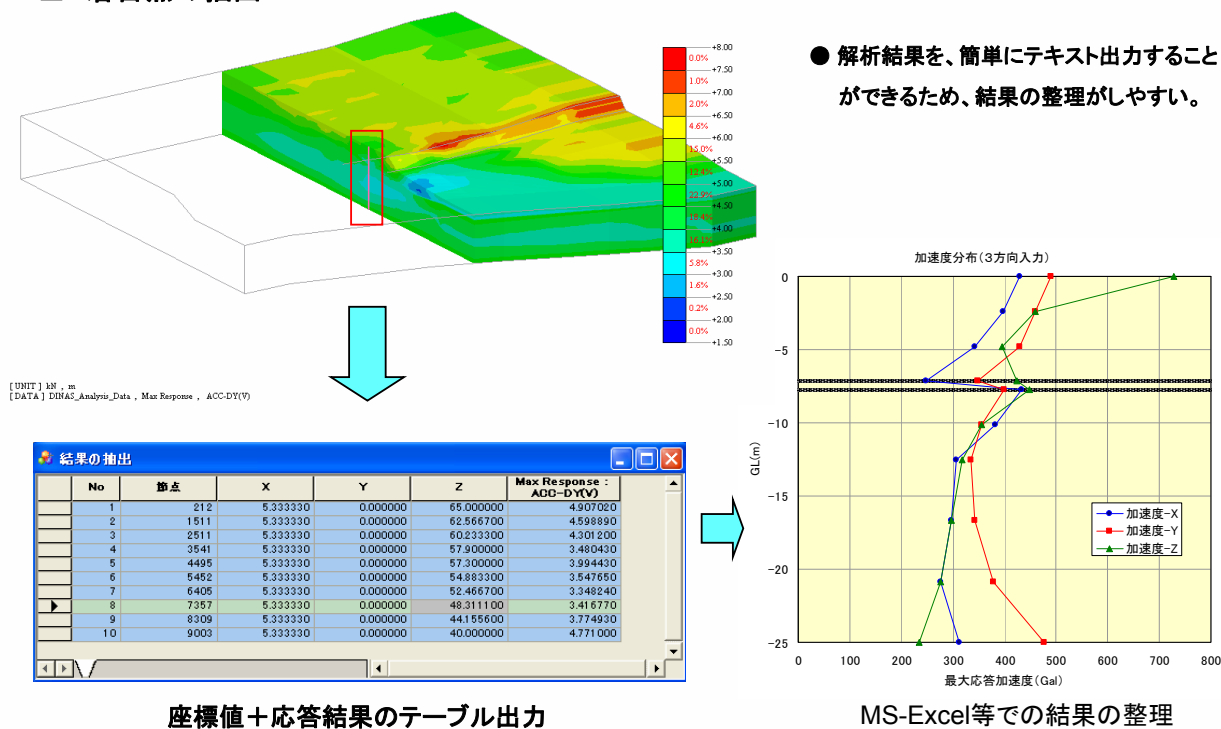 +8.00
0.0%
+7.50
1.0%
+7.00
2.0%
+6.50
4.6%
+6.00
15.0%
+5.50
12.4%
+5.00
22.9%
+4.50
18.4%
+4.00
16.1%
+3.50
5.8%
+3.00
1.6%
+2.50
0.2%
+2.00
0.0%
+1.50
● 解析結果を、簡単にテキスト出力すること
ができるため、結果の整理がしやすい。
[UNIT] kN , m
[DATA] DINAS_Analysis_Data , Max Response , ACC-DY(V)
結果の抽出
No 節点 X Y Z Max Response : ACC-DY(V)
1 212 5.333330 0.000000 65.000000 4.907020
2 1511 5.333330 0.000000 62.566700 4.598890
3 2511 5.333330 0.000000 60.233300 4.301200
4 3541 5.333330 0.000000 57.900000 3.480430
5 4495 5.333330 0.000000 57.300000 3.994430
6 5452 5.333330 0.000000 54.883300 3.547650
7 6405 5.333330 0.000000 52.466700 3.348240
8 7357 5.333330 0.000000 48.311100 3.416770
9 8309 5.333330 0.000000 44.155600 3.774930
10 9003 5.333330 0.000000 40.000000 4.771000
座標値＋応答結果のテーブル出力
加速度分布(3方向入力)
GL(m)
0
-5
-10
-15
-20
-25
加速度-X
加速度-Y
加速度-Z
0 100 200 300 400 500 600 700 800
最大応答加速度(Gal)
MS-Excel等での結果の整理